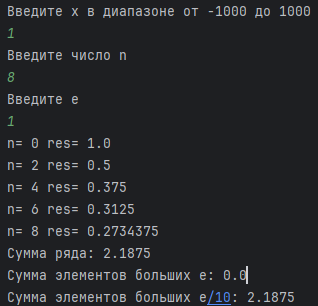 Введите x в диапазоне от -1000 до 1000
1
Введите число n
8
Введите e
1
n= 0 res= 1.0
n= 2 res= 0.5
n= 4 res= 0.375
n= 6 res= 0.3125
n= 8 res= 0.2734375
Сумма ряда: 2.1875
Сумма элементов больших e: 0.0
Сумма элементов больших e/10: 2.1875